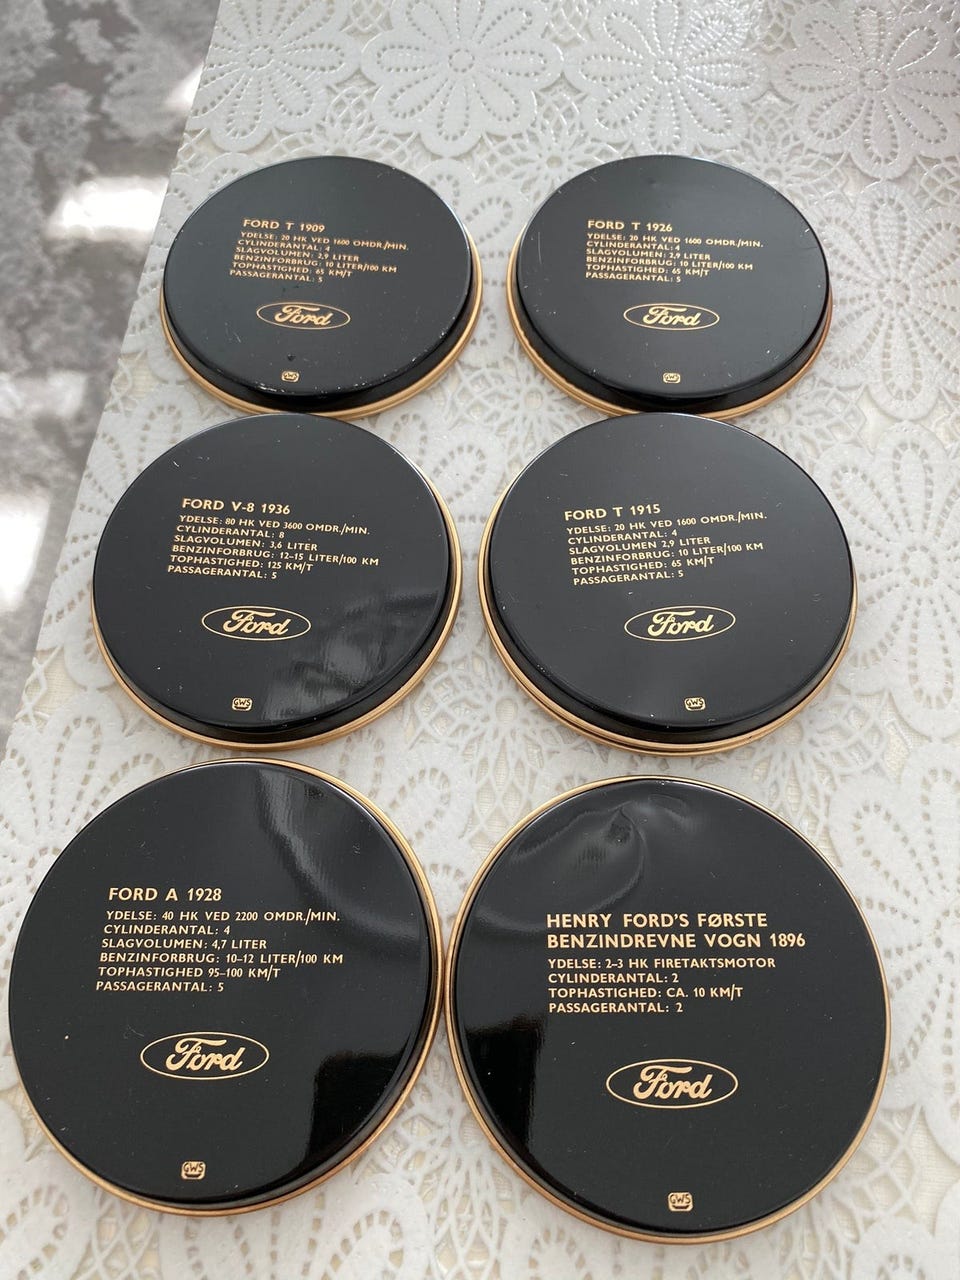 FORD T 1909
YDELSE: 20 HK VED 1600 OMDR./MIN.
CYLINDERANTAL: 4
SLAGVOLUMEN: 2,9 LITER
BENZINFORBRUG: 10 LITER/100 KM
TOPHASTIGHED: 65 KM/T
PASSAGERANTAL: 5
Ford
GWS
FORD T 1926
YDELSE: 20 HK VED 1600 OMDR./MIN.
CYLINDERANTAL: 4
SLAGVOLUMEN: 2,9 LITER
BENZINFORBRUG: 10 LITER/100 KM
TOPHASTIGHED: 65 KM/T
PASSAGERANTAL: 5
Ford
GWS
FORD V-8 1936
YDELSE: 80 HK VED 3600 OMDR./MIN.
CYLINDERANTAL: 8
SLAGVOLUMEN: 3,6 LITER
BENZINFORBRUG: 12-15 LITER/100 KM
TOPHASTIGHED: 125 KM/T
PASSAGERANTAL: 5
Ford
GWS
FORD T 1915
YDELSE: 20 HK VED 1600 OMDR./MIN.
CYLINDERANTAL: 4
SLAGVOLUMEN 2,9 LITER
BENZINFORBRUG: 10 LITER/100 KM
TOPHASTIGHED: 65 KM/T
PASSAGERANTAL: 5
Ford
GWS
FORD A 1928
YDELSE: 40 HK VED 2200 OMDR./MIN.
CYLINDERANTAL: 4
SLAGVOLUMEN: 4,7 LITER
BENZINFORBRUG: 10-12 LITER/100 KM
TOPHASTIGHED 95-100 KM/T
PASSAGERANTAL: 5
Ford
GWS
HENRY FORD'S FØRSTE
BENZINDREVNE VOGN 1896
YDELSE: 2-3 HK FIRETAKTSMOTOR
CYLINDERANTAL: 2
TOPHASTIGHED: CA. 10 KM/T
PASSAGERANTAL: 2
Ford
GWS